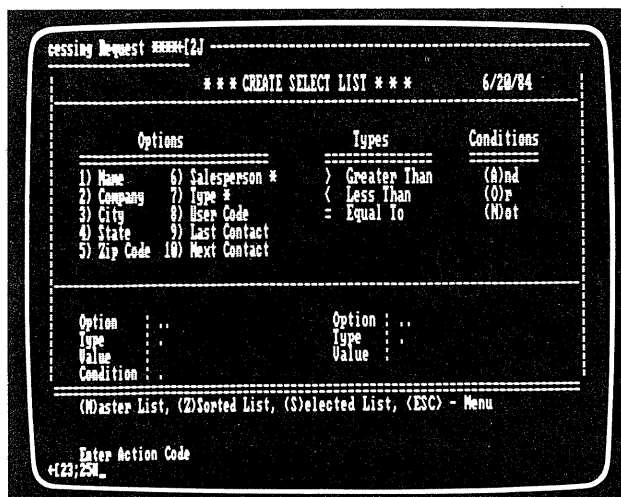 cessing Request ****←[2J
* * * CREATE SELECT LIST * * * 6/20/84
Options Types Conditions
1) Name 6) Salesperson * > Greater Than (A)nd
2) Company 7) Type * < Less Than (O)r
3) City 8) User Code = Equal To (N)ot
4) State 9) Last Contact
5) Zip Code 10) Next Contact
Option : .. Option : ..
Type : . Type : .
Value : Value :
Condition : .
(M)aster List, (Z)Sorted List, (S)elected List, (ESC) - Menu
Enter Action Code
←[23;25H_